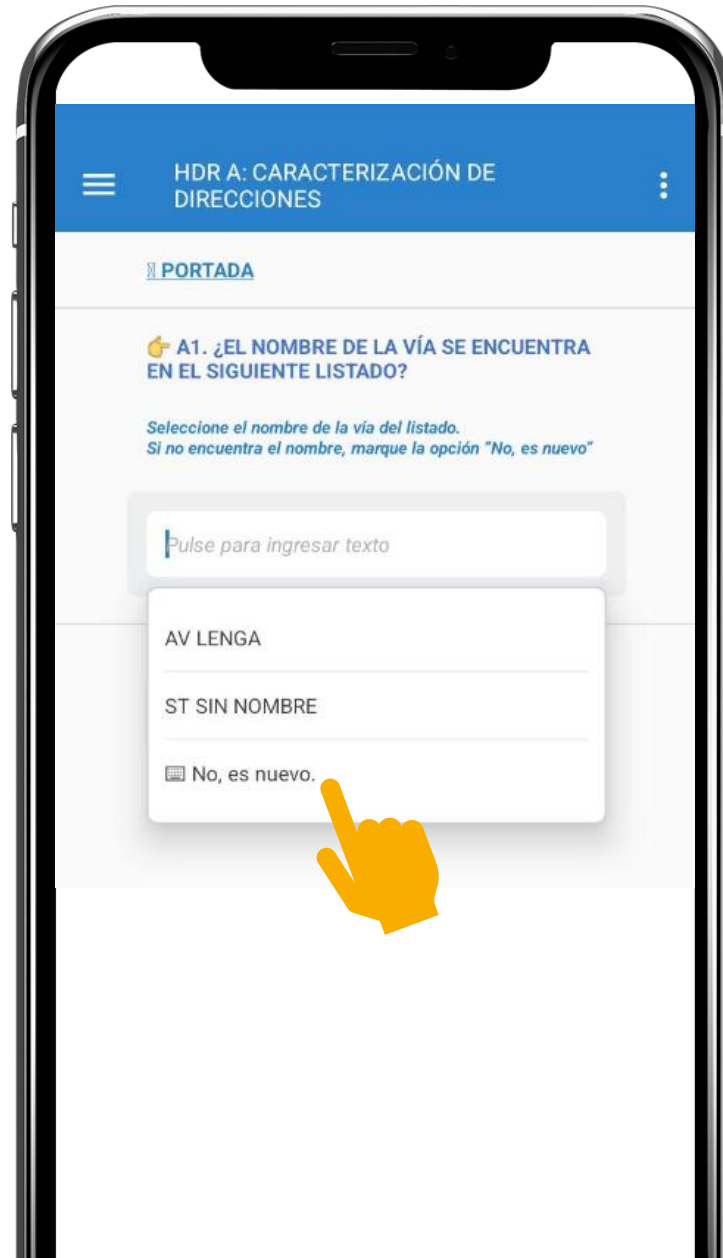 HDR A: CARACTERIZACIÓN DE
DIRECCIONES
PORTADA
👉 A1. ¿EL NOMBRE DE LA VÍA SE ENCUENTRA
EN EL SIGUIENTE LISTADO?
Seleccione el nombre de la vía del listado.
Si no encuentra el nombre, marque la opción "No, es nuevo"
Pulse para ingresar texto
AV LENGA
ST SIN NOMBRE
⌨ No, es nuevo.